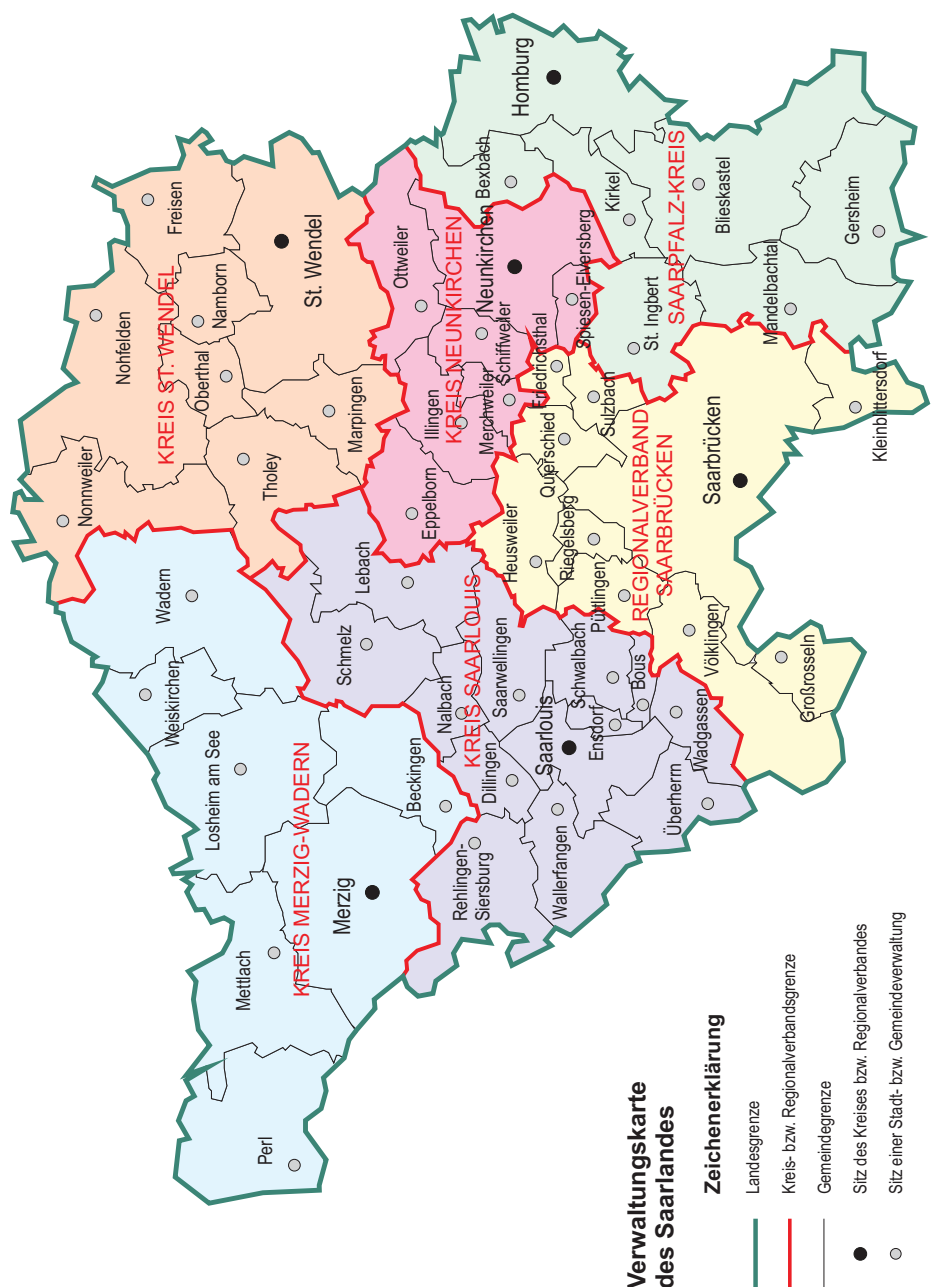 Perl
Mettlach
Losheim am See
Weiskirchen
Wadern
KREIS MERZIG-WADERN
Merzig
Beckingen
Nonnweiler
Nohfelden
Freisen
KREIS ST. WENDEL
Oberthal
Namborn
Tholey
St. Wendel
Marpingen
Rehlingen-
Siersburg
Dillingen
Nalbach
Schmelz
Lebach
KREIS SAARLOUIS
Saarwellingen
Wallerfangen
Saarlouis
Schwalbach
Ensdorf
Bous
Überherrn
Wadgassen
Eppelborn
Illingen
Ottweiler
KREIS NEUNKIRCHEN
Merchweiler
Schiffweiler
Neunkirchen
Spiesen-Elversberg
Heusweiler
Riegelsberg
Quierschied
Friedrichsthal
Püttlingen
Sulzbach
REGIONALVERBAND
SAARBRÜCKEN
Völklingen
Saarbrücken
Großrosseln
Kleinblittersdorf
Bexbach
Homburg
Kirkel
St. Ingbert
SAARPFALZ-KREIS
Blieskastel
Mandelbachtal
Gersheim
Verwaltungskarte
des Saarlandes
Zeichenerklärung
Landesgrenze
Kreis- bzw. Regionalverbandsgrenze
Gemeindegrenze
Sitz des Kreises bzw. Regionalverbandes
Sitz einer Stadt- bzw. Gemeindeverwaltung